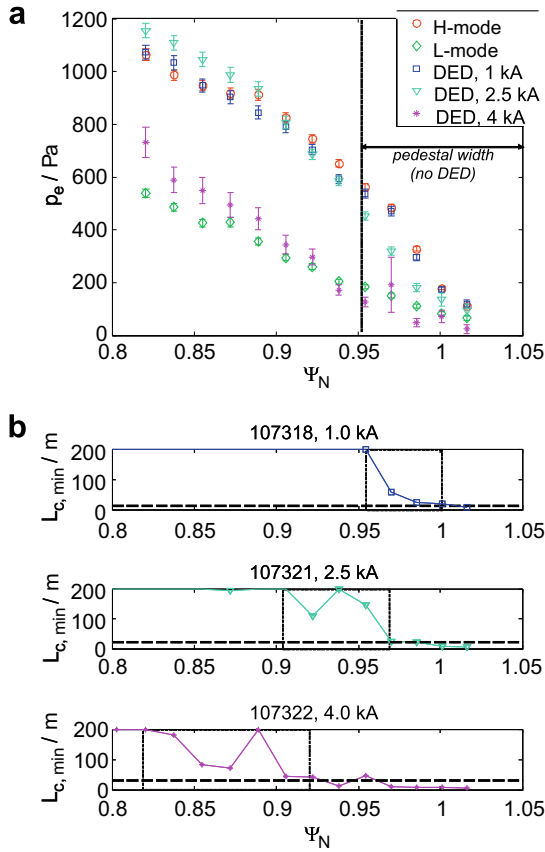 a
H-mode
L-mode
DED, 1 kA
DED, 2.5 kA
DED, 4 kA
pedestal width
(no DED)
p_e / Pa
1200
1000
800
600
400
200
0
0.8 0.85 0.9 0.95 1 1.05
Ψ_N
b
107318, 1.0 kA
L_c, min / m
200
100
0
0.8 0.85 0.9 0.95 1 1.05
107321, 2.5 kA
L_c, min / m
200
100
0
0.8 0.85 0.9 0.95 1 1.05
107322, 4.0 kA
L_c, min / m
200
100
0
0.8 0.85 0.9 0.95 1 1.05
Ψ_N